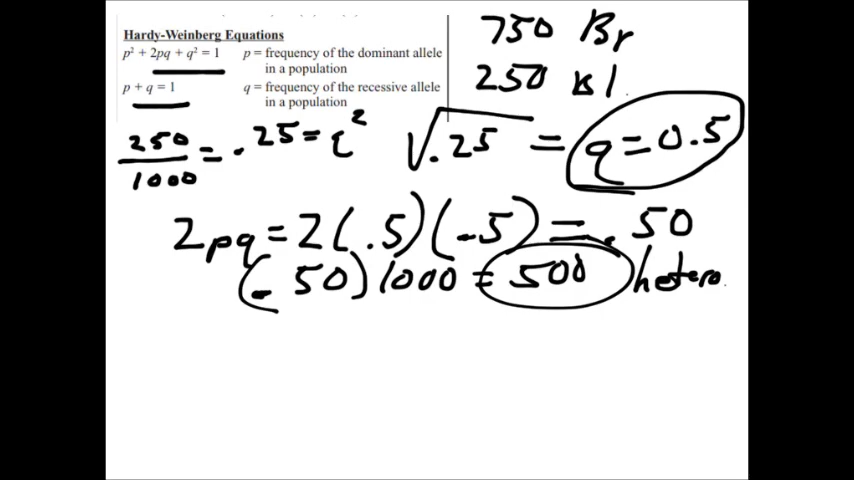 Hardy-Weinberg Equations
p² + 2pq + q² = 1 p = frequency of the dominant allele
in a population
p + q = 1 q = frequency of the recessive allele
in a population
750 Br
250 bl
250/1000 = .25 = q² √.25 = q = 0.5
2pq = 2(.5)(.5) = .50
(.50)1000 = 500 hetero.